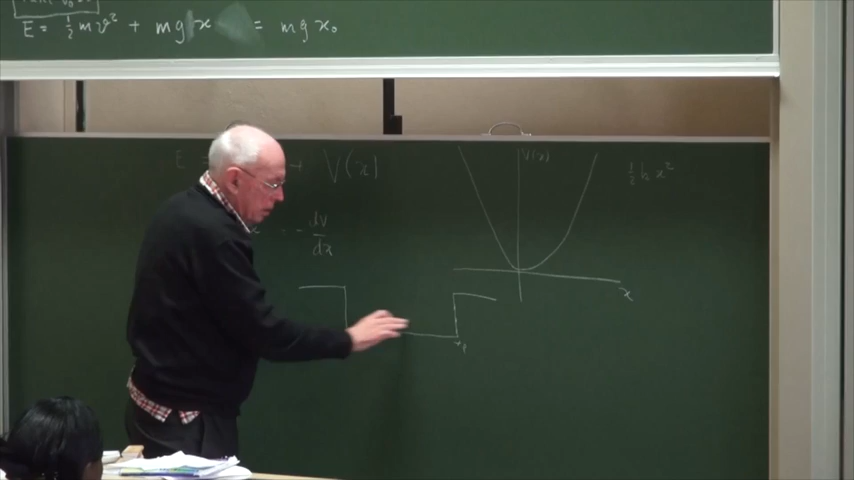 E = ½ m v² + m g x = m g x₀
E = + V(x)
- dV/dx
V(x)
½ k x²
x